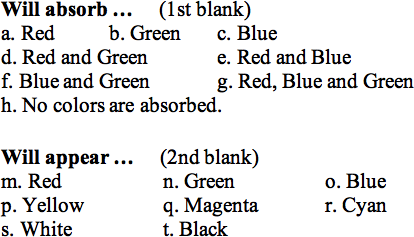 Will absorb ... (1st blank)
a. Red b. Green c. Blue
d. Red and Green e. Red and Blue
f. Blue and Green g. Red, Blue and Green
h. No colors are absorbed.
Will appear ... (2nd blank)
m. Red n. Green o. Blue
p. Yellow q. Magenta r. Cyan
s. White t. Black